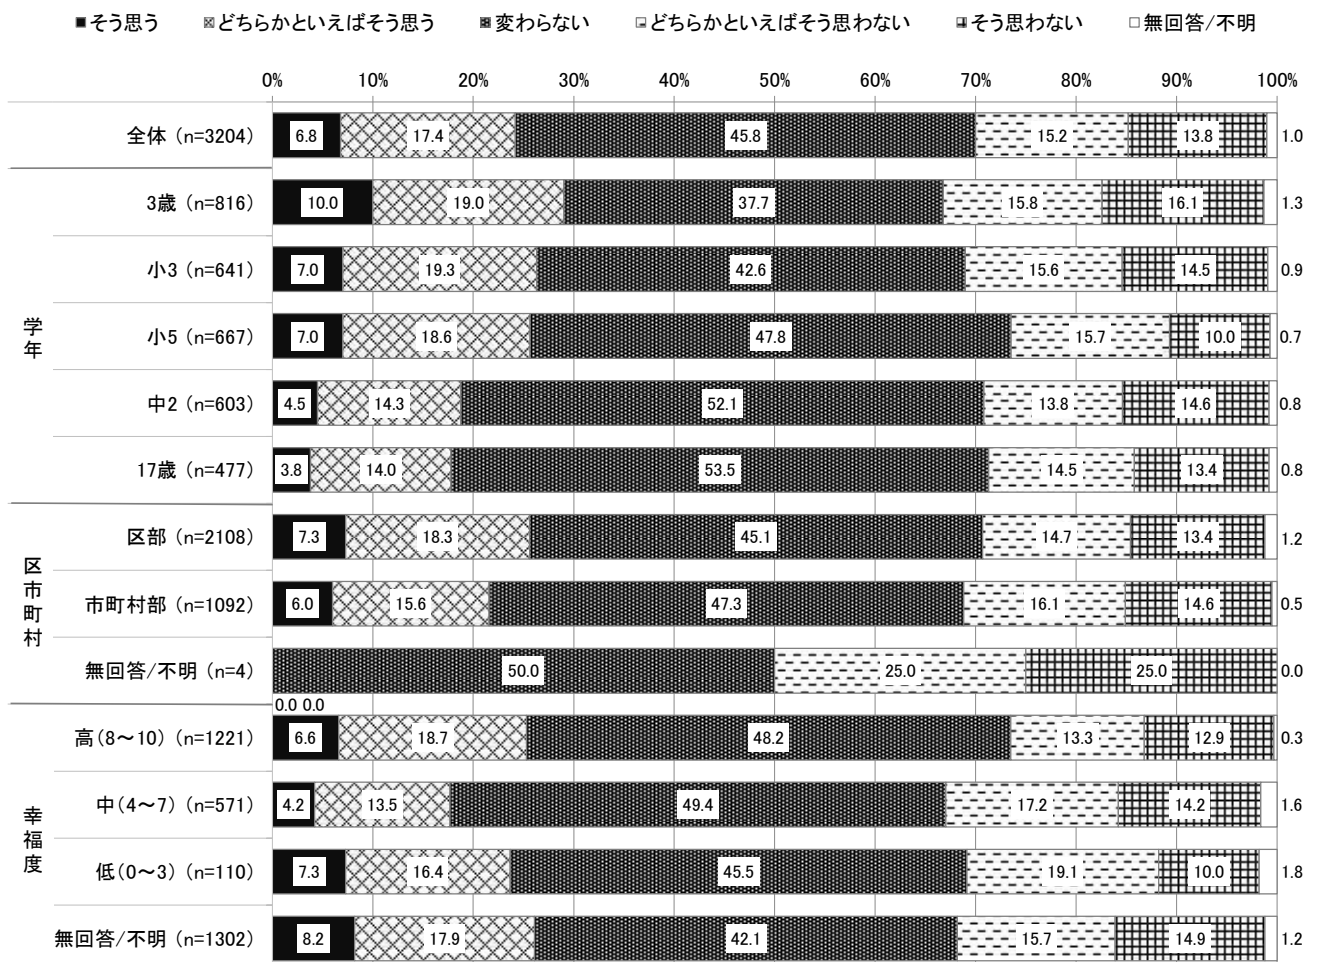 ■そう思う ▨どちらかといえばそう思う ▩変わらない どちらかといえばそう思わない そう思わない □無回答/不明
0% 10% 20% 30% 40% 50% 60% 70% 80% 90% 100%
全体(n=3204) 6.8 17.4 45.8 15.2 13.8 1.0
学年
3歳(n=816) 10.0 19.0 37.7 15.8 16.1 1.3
小3(n=641) 7.0 19.3 42.6 15.6 14.5 0.9
小5(n=667) 7.0 18.6 47.8 15.7 10.0 0.7
中2(n=603) 4.5 14.3 52.1 13.8 14.6 0.8
17歳(n=477) 3.8 14.0 53.5 14.5 13.4 0.8
区市町村
区部(n=2108) 7.3 18.3 45.1 14.7 13.4 1.2
市町村部(n=1092) 6.0 15.6 47.3 16.1 14.6 0.5
無回答/不明(n=4) 50.0 25.0 25.0 0.0
0.0 0.0
幸福度
高(8～10)(n=1221) 6.6 18.7 48.2 13.3 12.9 0.3
中(4～7)(n=571) 4.2 13.5 49.4 17.2 14.2 1.6
低(0～3)(n=110) 7.3 16.4 45.5 19.1 10.0 1.8
無回答/不明(n=1302) 8.2 17.9 42.1 15.7 14.9 1.2